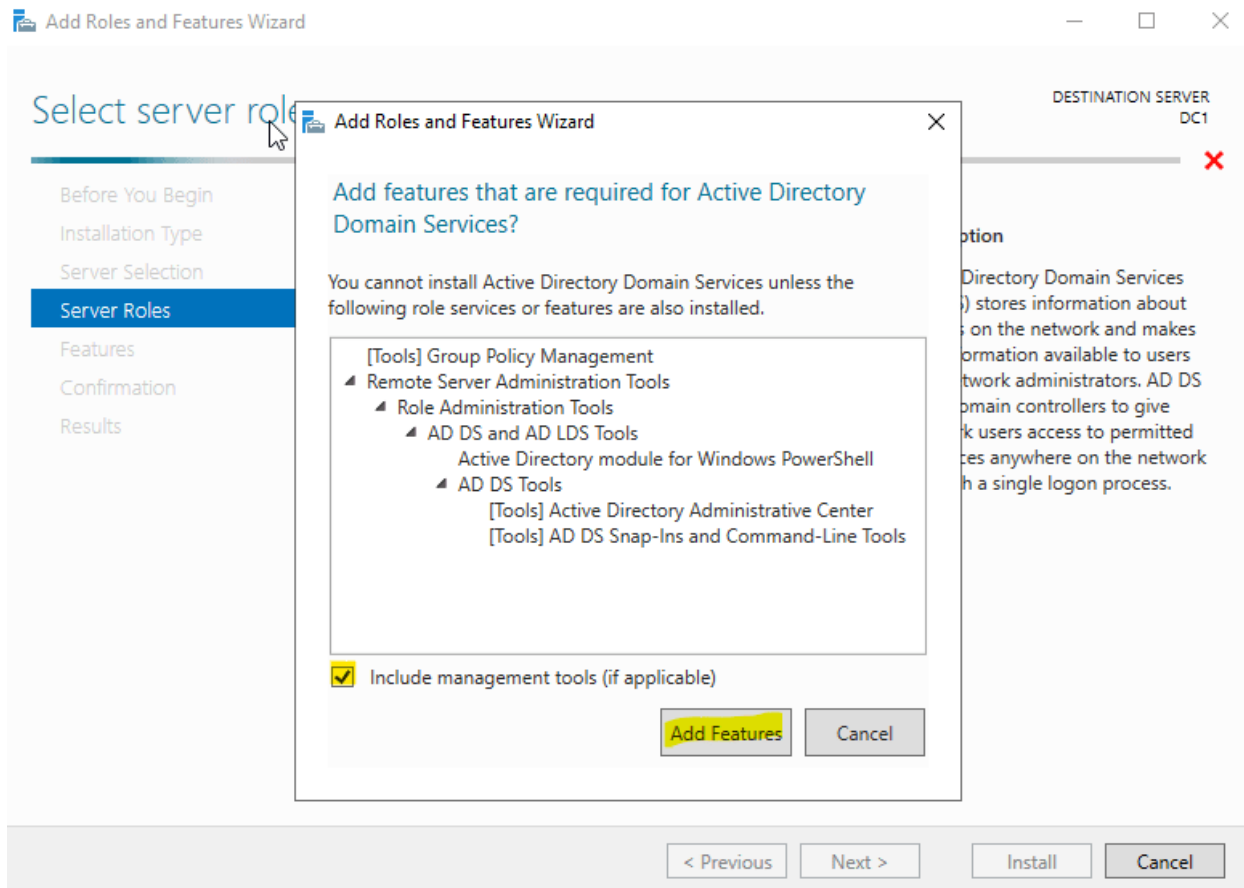 Add Roles and Features Wizard
Select server role
DESTINATION SERVER
DC1
Before You Begin
Installation Type
Server Selection
Server Roles
Features
Confirmation
Results
Add Roles and Features Wizard
Add features that are required for Active Directory
Domain Services?
You cannot install Active Directory Domain Services unless the
following role services or features are also installed.
[Tools] Group Policy Management
Remote Server Administration Tools
Role Administration Tools
AD DS and AD LDS Tools
Active Directory module for Windows PowerShell
AD DS Tools
[Tools] Active Directory Administrative Center
[Tools] AD DS Snap-Ins and Command-Line Tools
Include management tools (if applicable)
Add Features
Cancel
ption
Directory Domain Services
) stores information about
on the network and makes
ormation available to users
twork administrators. AD DS
omain controllers to give
k users access to permitted
ces anywhere on the network
h a single logon process.
< Previous
Next >
Install
Cancel